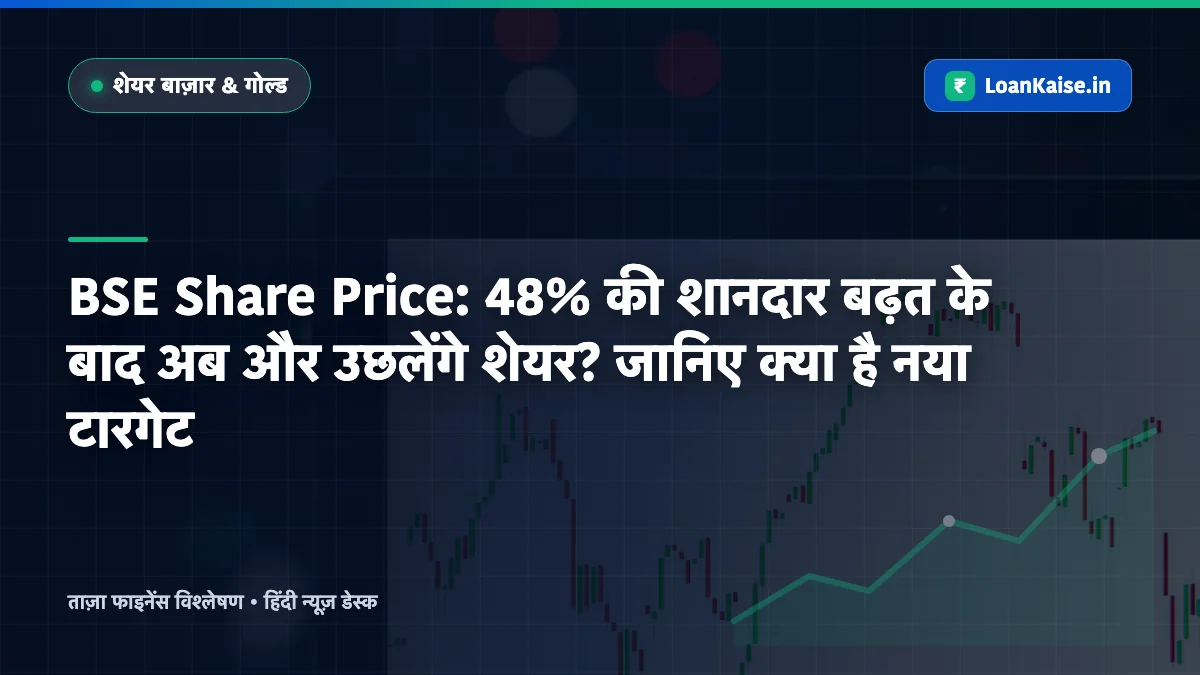 शेयर बाज़ार & गोल्ड
₹ LoanKaise.in
BSE Share Price: 48% की शानदार बढ़त के
बाद अब और उछलेंगे शेयर? जानिए क्या है नया
टारगेट
ताज़ा फाइनेंस विश्लेषण • हिंदी न्यूज़ डेस्क